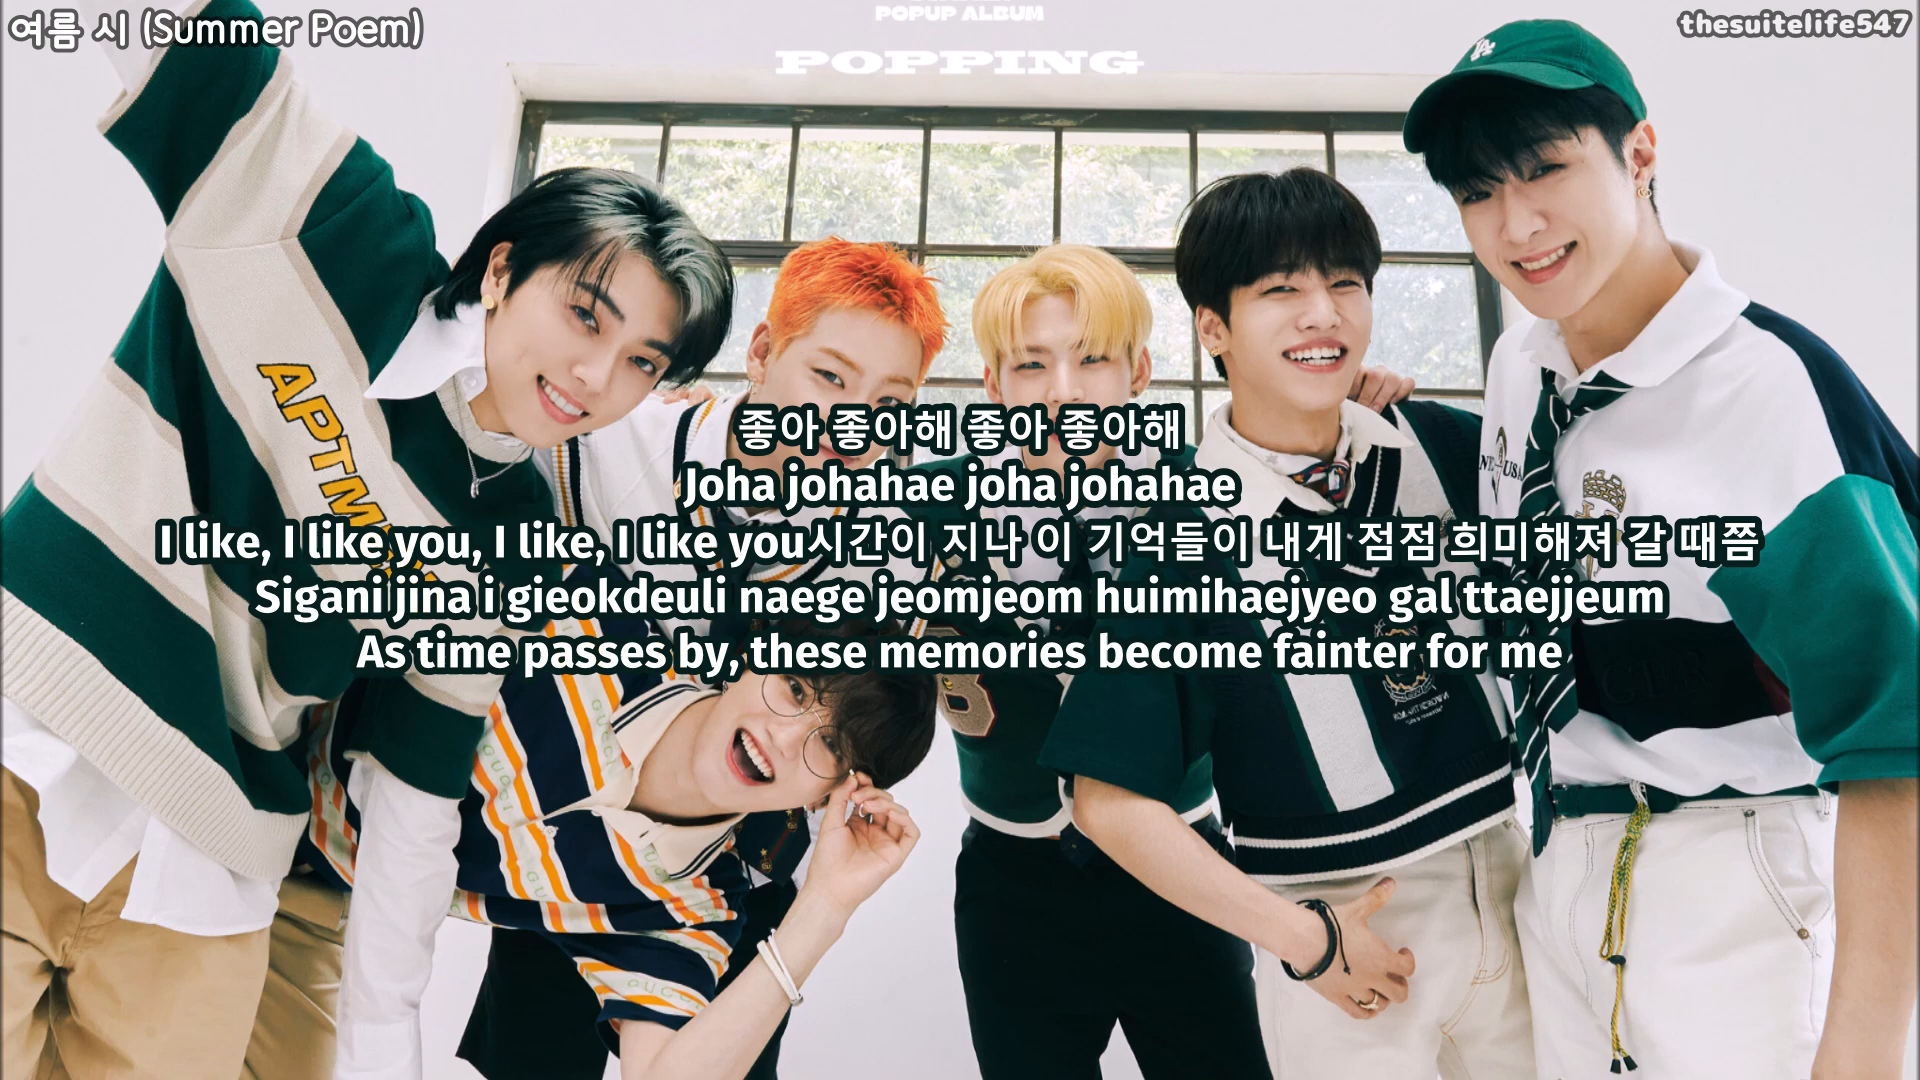 여름 시 (Summer Poem)
thesuitelife547
POPUP ALBUM
POPPING
APTM
좋아 좋아해 좋아 좋아해
Joha johahae joha johahae
I like, I like you, I like, I like you시간이 지나 이 기억들이 내게 점점 희미해져 갈 때쯤
Sigani jina i gieokdeuli naege jeomjeom huimihaejyeo gal ttaejjeum
As time passes by, these memories become fainter for me
B
GUCCI
GUCCI
GUCCI